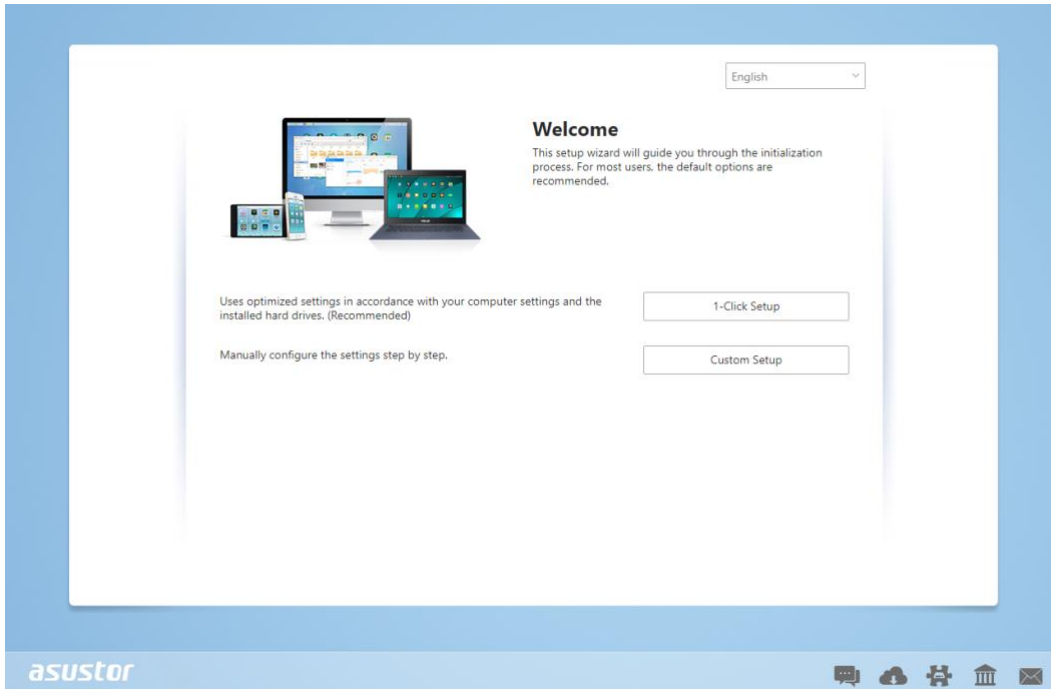 English
Welcome
This setup wizard will guide you through the initialization
process. For most users, the default options are
recommended.
Uses optimized settings in accordance with your computer settings and the
installed hard drives. (Recommended)
1-Click Setup
Manually configure the settings step by step.
Custom Setup
asustor